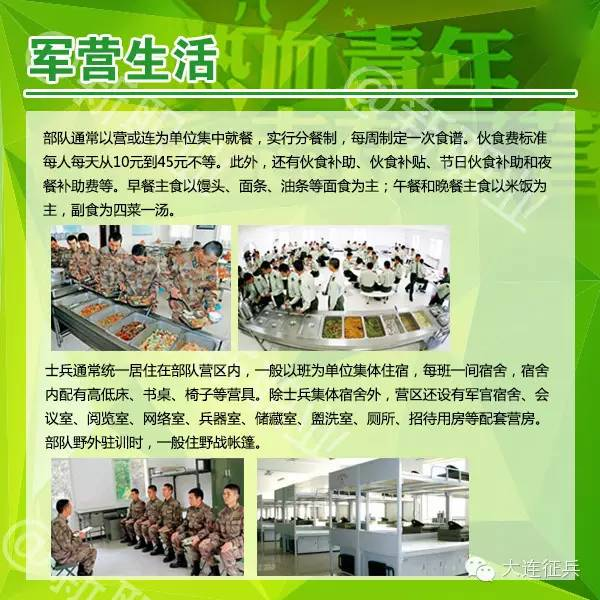 热血青年
军营生活
部队通常以营或连为单位集中就餐，实行分餐制，每周制定一次食谱。伙食费标准
每人每天从10元到45元不等。此外，还有伙食补助、伙食补贴、节日伙食补助和夜
餐补助费等。早餐主食以馒头、面条、油条等面食为主；午餐和晚餐主食以米饭为
主，副食为四菜一汤。
士兵通常统一居住在部队营区内，一般以班为单位集体住宿，每班一间宿舍，宿舍
内配有高低床、书桌、椅子等营具。除士兵集体宿舍外，营区还设有军官宿舍、会
议室、阅览室、网络室、兵器室、储藏室、盥洗室、厕所、招待用房等配套营房。
部队野外驻训时，一般住野战帐篷。
大连征兵